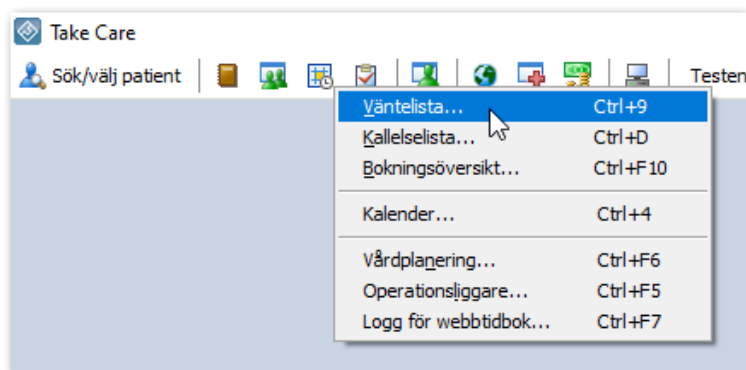 Take Care
Sök/välj patient Testen
Väntelista... Ctrl+9
Kallelselista... Ctrl+D
Bokningsöversikt... Ctrl+F10
Kalender... Ctrl+4
Vårdplanering... Ctrl+F6
Operationsliggare... Ctrl+F5
Logg för webbtidbok... Ctrl+F7